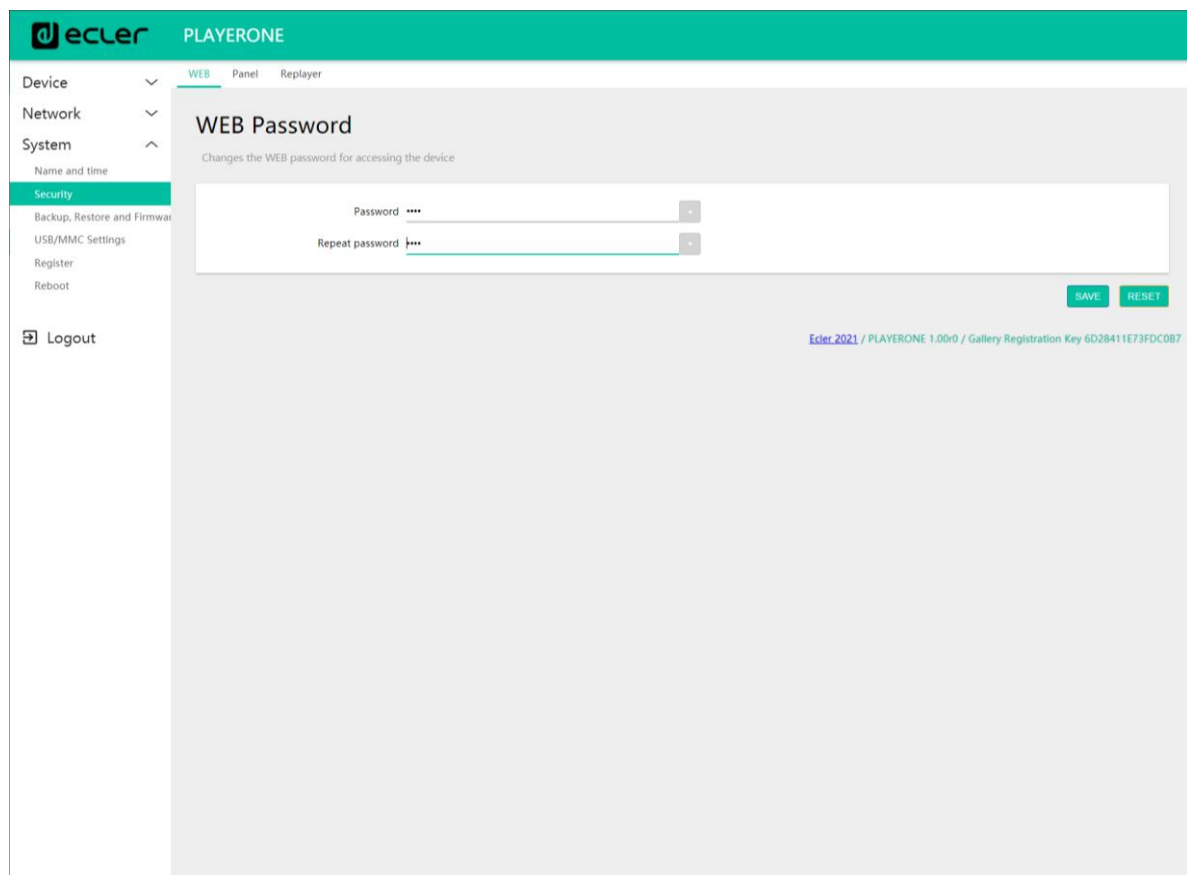 ecler PLAYERONE
WEB Panel Replayer
Device
Network
System
Name and time
Security
Backup, Restore and Firmwar
USB/MMC Settings
Register
Reboot
Logout
WEB Password
Changes the WEB password for accessing the device
Password ••••
Repeat password ••••
SAVE RESET
Ecler 2021 / PLAYERONE 1.00r0 / Gallery Registration Key 6D28411E73FDC0B7